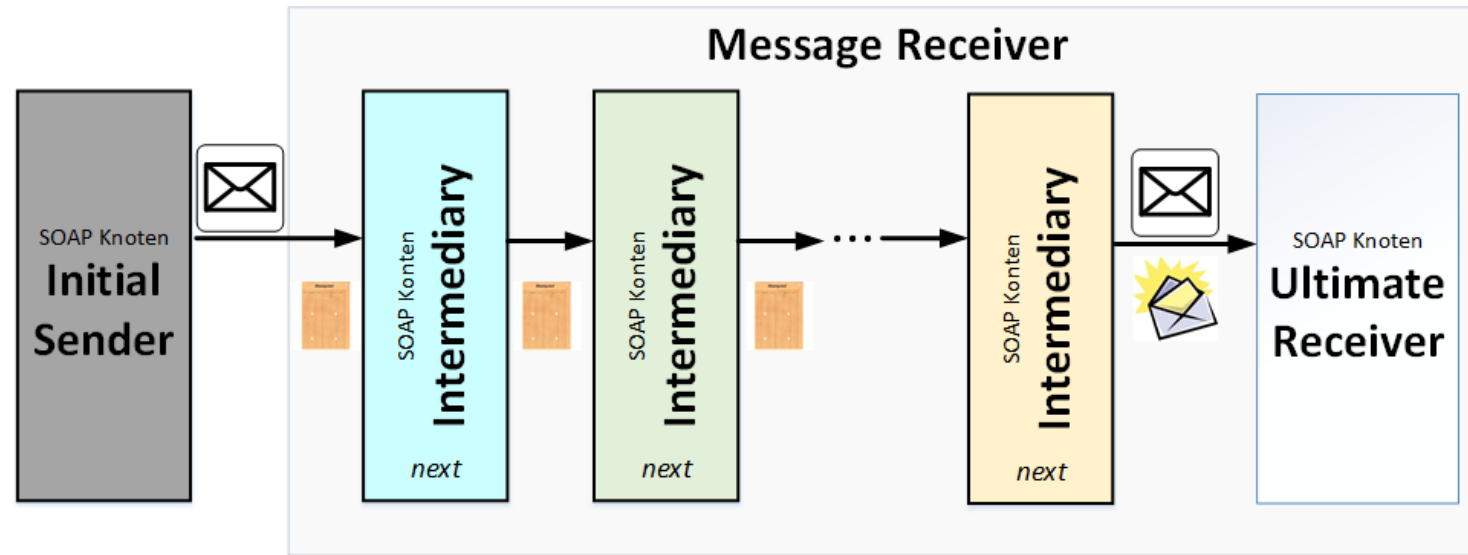 Message Receiver
SOAP Knoten
Initial
Sender
SOAP Konten
Intermediary
next
SOAP Konten
Intermediary
next
...
SOAP Konten
Intermediary
next
SOAP Knoten
Ultimate
Receiver